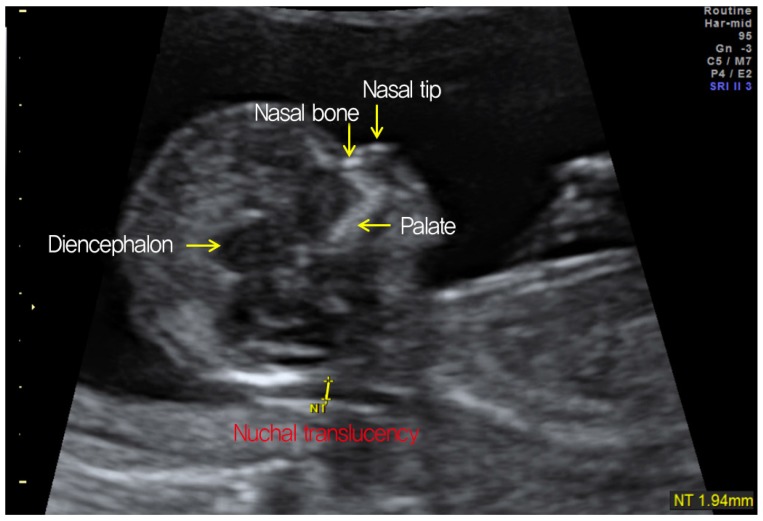 Routine
Har-mid
95
Gn -3
C5 / M7
P4 / E2
SRI II 3
Nasal tip
Nasal bone
Palate
Diencephalon
NT
Nuchal translucency
NT 1.94mm